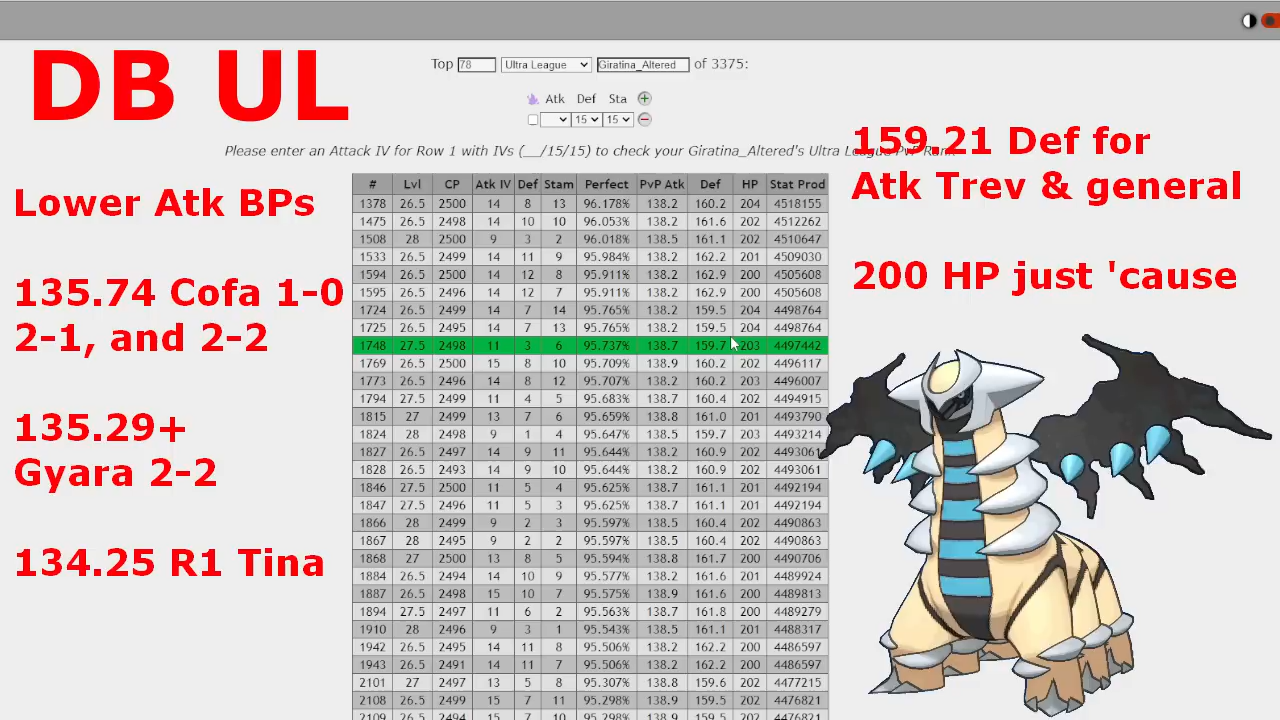 DB UL
Top 78 Ultra League Giratina_Altered of 3375:
Atk Def Sta
15 15
Please enter an Attack IV for Row 1 with IVs (__/15/15) to check your Giratina_Altered's Ultra League PvP Rank
Lower Atk BPs
135.74 Cofa 1-0
2-1, and 2-2
135.29+
Gyara 2-2
134.25 R1 Tina
# Lvl CP Atk IV Def Stam Perfect PvP Atk Def HP Stat Prod
1378 26.5 2500 14 8 13 96.178% 138.2 160.2 204 4518155
1475 26.5 2498 14 10 10 96.053% 138.2 161.6 202 4512262
1508 28 2500 9 3 2 96.018% 138.5 161.1 202 4510647
1533 26.5 2499 14 11 9 95.984% 138.2 162.2 201 4509030
1594 26.5 2500 14 12 8 95.911% 138.2 162.9 200 4505608
1595 26.5 2496 14 12 7 95.911% 138.2 162.9 200 4505608
1724 26.5 2499 14 7 14 95.765% 138.2 159.5 204 4498764
1725 26.5 2495 14 7 13 95.765% 138.2 159.5 204 4498764
1748 27.5 2498 11 3 6 95.737% 138.7 159.7 203 4497442
1769 26.5 2500 15 8 10 95.709% 138.9 160.2 202 4496117
1773 26.5 2496 14 8 12 95.707% 138.2 160.2 203 4496007
1794 27.5 2499 11 4 5 95.683% 138.7 160.4 202 4494915
1815 27 2499 13 7 6 95.659% 138.8 161.0 201 4493790
1824 28 2498 9 1 4 95.647% 138.5 159.7 203 4493214
1827 26.5 2500 14 9 11 95.644% 138.2 160.9 202 4493061
1828 26.5 2497 14 9 10 95.644% 138.2 160.9 202 4493061
1846 27.5 2500 11 5 4 95.625% 138.7 161.1 201 4492194
1847 27.5 2496 11 5 3 95.625% 138.7 161.1 201 4492194
1866 28 2499 9 2 3 95.597% 138.5 160.4 202 4490863
1867 28 2495 9 2 2 95.597% 138.5 160.4 202 4490863
1868 27 2500 13 8 5 95.594% 138.8 161.7 200 4490706
1884 26.5 2494 14 10 9 95.577% 138.2 161.6 201 4489924
1887 26.5 2498 15 10 7 95.575% 138.9 161.6 200 4489813
1894 27.5 2497 11 6 2 95.563% 138.7 161.8 200 4489279
1910 28 2496 9 3 1 95.543% 138.5 161.1 201 4488317
1942 26.5 2495 14 11 8 95.506% 138.2 162.2 200 4486597
1943 26.5 2491 14 11 7 95.506% 138.2 162.2 200 4486597
2101 27 2497 13 5 8 95.307% 138.8 159.6 202 4477215
2108 26.5 2499 15 7 11 95.298% 138.9 159.5 202 4476821
2109 26.5 2496 15 7 10 95.298% 138.9 159.5 202 4476821
159.21 Def for
Atk Trev & general
200 HP just 'cause